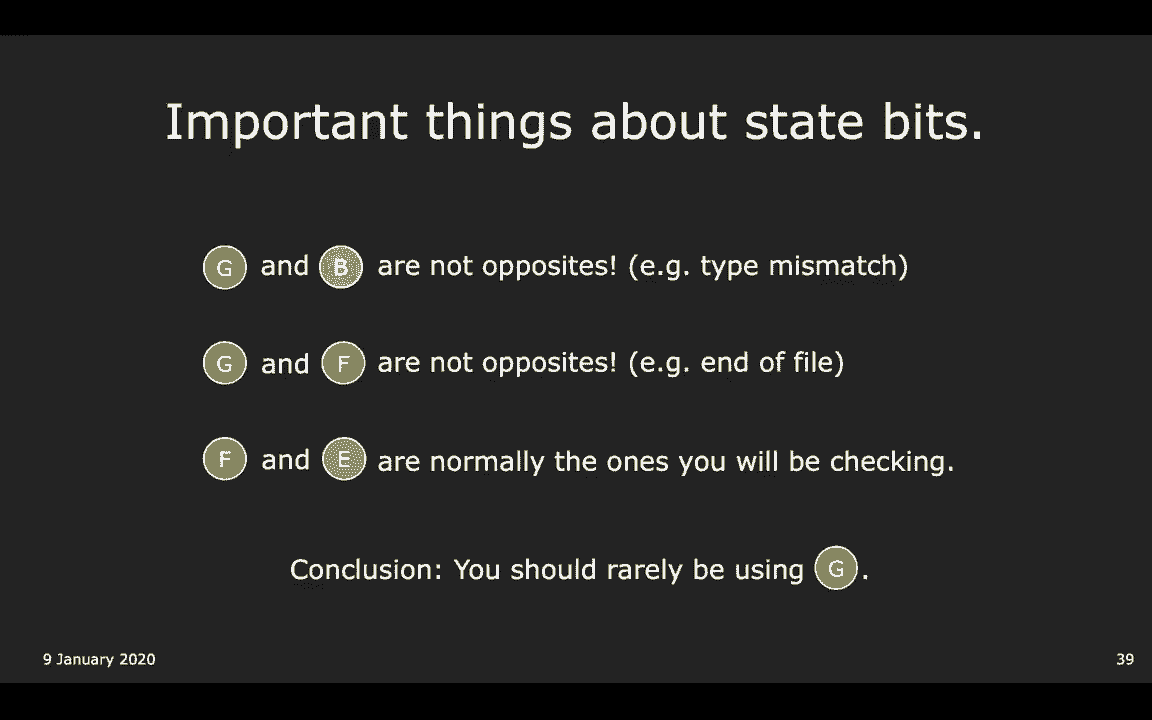 Important things about state bits.
G and B are not opposites! (e.g. type mismatch)
G and F are not opposites! (e.g. end of file)
F and E are normally the ones you will be checking.
Conclusion: You should rarely be using G.
9 January 2020
39